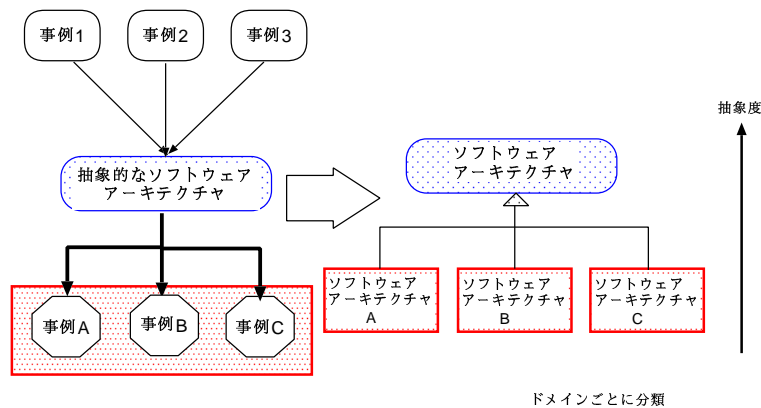 事例1
事例2
事例3
抽象的なソフトウェア
アーキテクチャ
事例A
事例B
事例C
ソフトウェア
アーキテクチャ
ソフトウェア
アーキテクチャ
A
ソフトウェア
アーキテクチャ
B
ソフトウェア
アーキテクチャ
C
抽象度
ドメインごとに分類